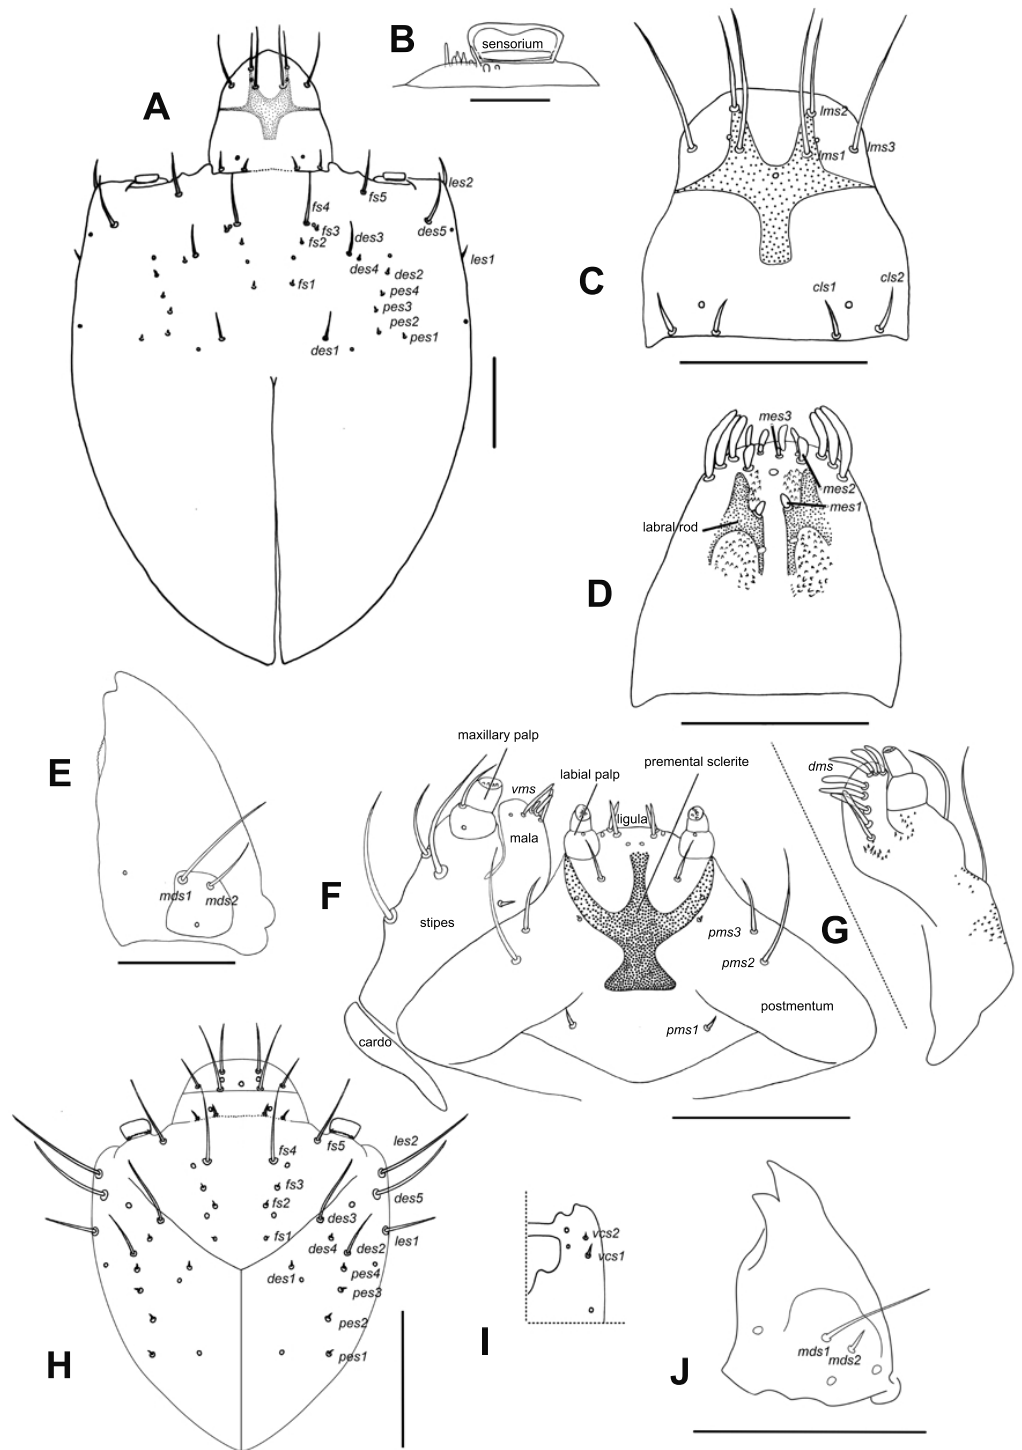 A
les2
fs5
fs4
fs3
fs2
des3
des5
des4
des2
les1
fs1
pes4
pes3
pes2
pes1
des1
B
sensorium
C
lms2
lms1
lms3
cls1
cls2
D
mes3
mes2
mes1
labral rod
E
mds1
mds2
F
maxillary palp
vms
mala
labial palp
ligula
premental sclerite
stipes
pms3
pms2
postmentum
pms1
cardo
G
dms
H
les2
fs5
fs4
fs3
des5
fs2
des3
fs1
des4
des2
les1
des1
pes4
pes3
pes2
pes1
I
vcs2
vcs1
J
mds1
mds2